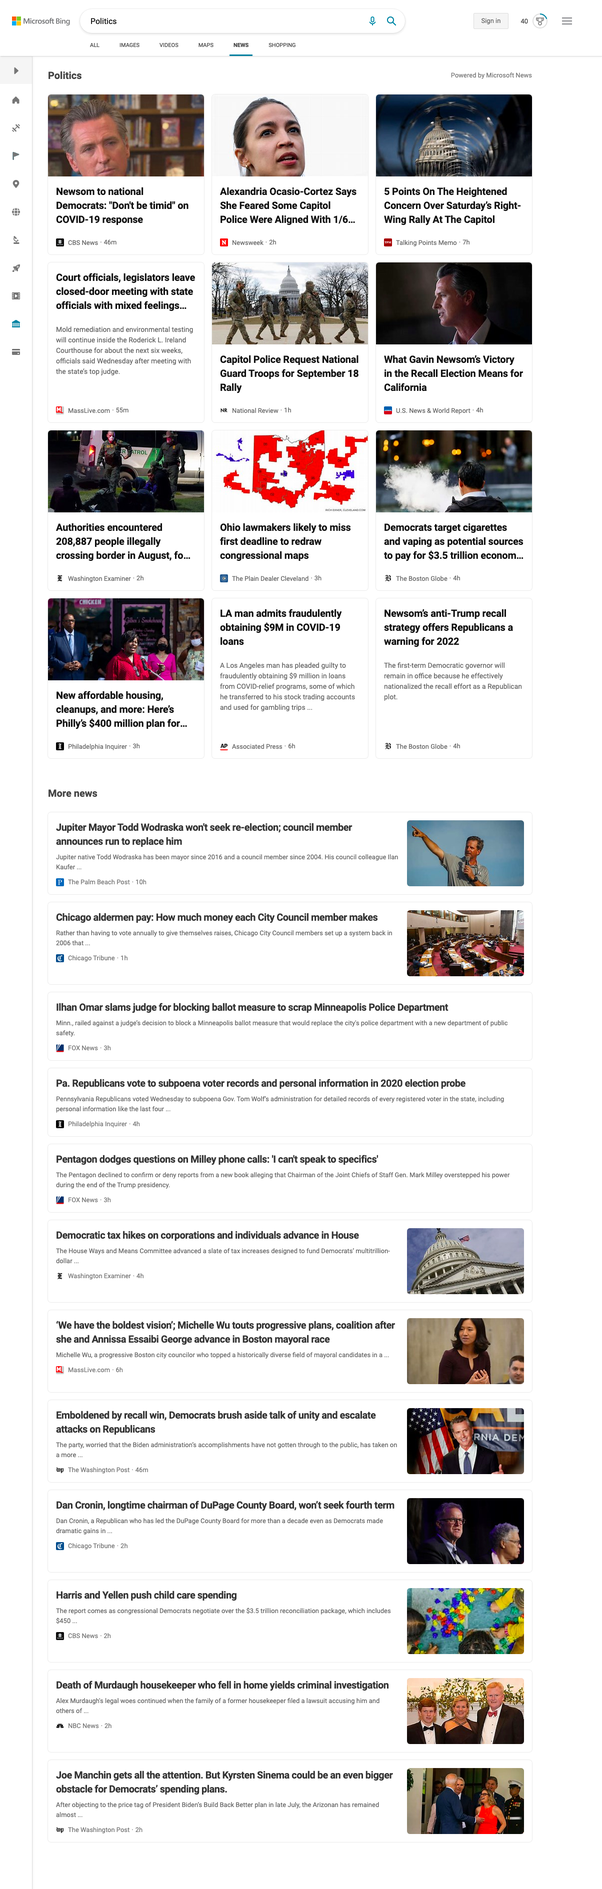 Microsoft Bing
Politics
Sign in
40
ALL
IMAGES
VIDEOS
MAPS
NEWS
SHOPPING
Politics
Powered by Microsoft News
Newsom to national
Democrats: "Don't be timid" on
COVID-19 response
CBS News · 46m
Alexandria Ocasio-Cortez Says
She Feared Some Capitol
Police Were Aligned With 1/6...
Newsweek · 2h
5 Points On The Heightened
Concern Over Saturday's Right-
Wing Rally At The Capitol
Talking Points Memo · 7h
Court officials, legislators leave
closed-door meeting with state
officials with mixed feelings...
Mold remediation and environmental testing
will continue inside the Roderick L. Ireland
Courthouse for about the next six weeks,
officials said Wednesday after meeting with
the state's top judge.
MassLive.com · 55m
Capitol Police Request National
Guard Troops for September 18
Rally
NR National Review · 1h
What Gavin Newsom's Victory
in the Recall Election Means for
California
U.S. News & World Report · 4h
Authorities encountered
208,887 people illegally
crossing border in August, fo...
Washington Examiner · 2h
Ohio lawmakers likely to miss
first deadline to redraw
congressional maps
The Plain Dealer Cleveland · 3h
Democrats target cigarettes
and vaping as potential sources
to pay for $3.5 trillion econom...
The Boston Globe · 4h
CHICKEN
New affordable housing,
cleanups, and more: Here's
Philly's $400 million plan for...
Philadelphia Inquirer · 3h
LA man admits fraudulently
obtaining $9M in COVID-19
loans
A Los Angeles man has pleaded guilty to
fraudulently obtaining $9 million in loans
from COVID-relief programs, some of which
he transferred to his stock trading accounts
and used for gambling trips ...
AP Associated Press · 6h
Newsom's anti-Trump recall
strategy offers Republicans a
warning for 2022
The first-term Democratic governor will
remain in office because he effectively
nationalized the recall effort as a Republican
plot.
The Boston Globe · 4h
More news
Jupiter Mayor Todd Wodraska won't seek re-election; council member
announces run to replace him
Jupiter native Todd Wodraska has been mayor since 2016 and a council member since 2004. His council colleague Ilan
Kaufer ...
The Palm Beach Post · 10h
Chicago aldermen pay: How much money each City Council member makes
Rather than having to vote annually to give themselves raises, Chicago City Council members set up a system back in
2006 that ...
Chicago Tribune · 1h
Ilhan Omar slams judge for blocking ballot measure to scrap Minneapolis Police Department
Minn., railed against a judge's decision to block a Minneapolis ballot measure that would replace the city's police department with a new department of public
safety.
FOX News · 3h
Pa. Republicans vote to subpoena voter records and personal information in 2020 election probe
Pennsylvania Republicans voted Wednesday to subpoena Gov. Tom Wolf's administration for detailed records of every registered voter in the state, including
personal information like the last four ...
Philadelphia Inquirer · 4h
Pentagon dodges questions on Milley phone calls: 'I can't speak to specifics'
The Pentagon declined to confirm or deny reports from a new book alleging that Chairman of the Joint Chiefs of Staff Gen. Mark Milley overstepped his power
during the end of the Trump presidency.
FOX News · 3h
Democratic tax hikes on corporations and individuals advance in House
The House Ways and Means Committee advanced a slate of tax increases designed to fund Democrats' multitrillion-
dollar ...
Washington Examiner · 4h
'We have the boldest vision'; Michelle Wu touts progressive plans, coalition after
she and Annissa Essaibi George advance in Boston mayoral race
Michelle Wu, a progressive Boston city councilor who topped a historically diverse field of mayoral candidates in a ...
MassLive.com · 6h
Emboldened by recall win, Democrats brush aside talk of unity and escalate
attacks on Republicans
The party, worried that the Biden administration's accomplishments have not gotten through to the public, has taken on
a more ...
wp The Washington Post · 46m
Dan Cronin, longtime chairman of DuPage County Board, won't seek fourth term
Dan Cronin, a Republican who has led the DuPage County Board for more than a decade even as Democrats made
dramatic gains in ...
Chicago Tribune · 2h
Harris and Yellen push child care spending
The report comes as congressional Democrats negotiate over the $3.5 trillion reconciliation package, which includes
$450 ...
CBS News · 2h
Death of Murdaugh housekeeper who fell in home yields criminal investigation
Alex Murdaugh's legal woes continued when the family of a former housekeeper filed a lawsuit accusing him and
others of ...
NBC News · 2h
Joe Manchin gets all the attention. But Kyrsten Sinema could be an even bigger
obstacle for Democrats' spending plans.
After objecting to the price tag of President Biden's Build Back Better plan in late July, the Arizonan has remained
almost ...
wp The Washington Post · 2h